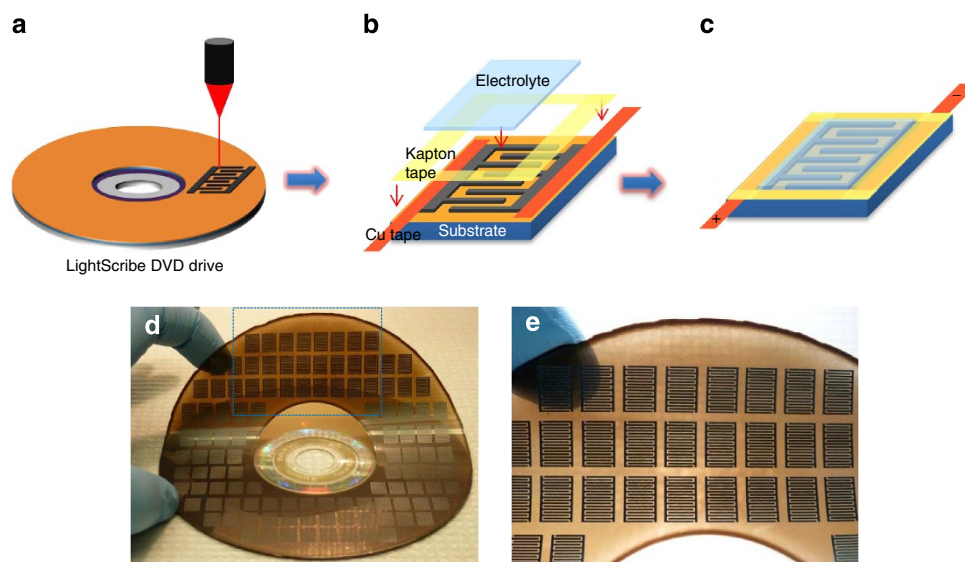 a
b
c
Electrolyte
Kapton
tape
Cu tape
Substrate
−
+
LightScribe DVD drive
d
e